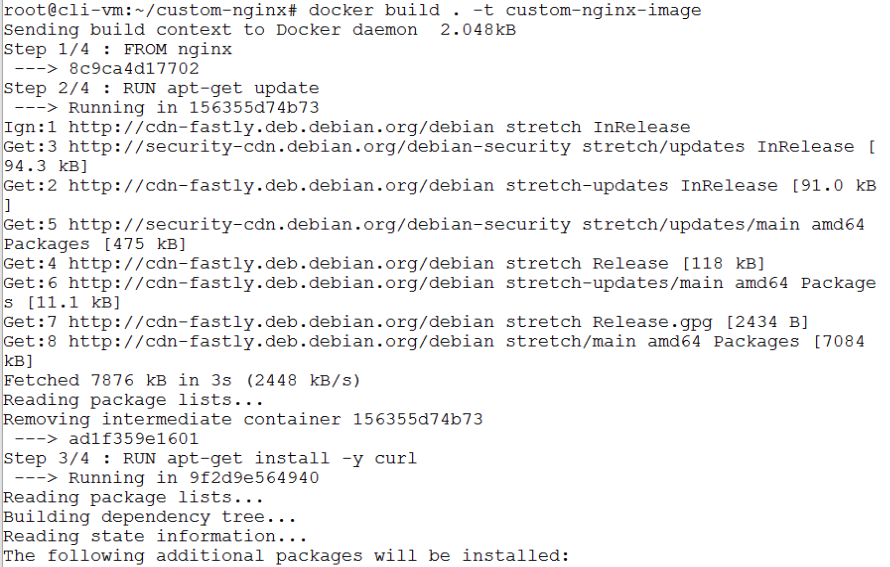 root@cli-vm:~/custom-nginx# docker build . -t custom-nginx-image
Sending build context to Docker daemon  2.048kB
Step 1/4 : FROM nginx
 ---> 8c9ca4d17702
Step 2/4 : RUN apt-get update
 ---> Running in 156355d74b73
Ign:1 http://cdn-fastly.deb.debian.org/debian stretch InRelease
Get:3 http://security-cdn.debian.org/debian-security stretch/updates InRelease [
94.3 kB]
Get:2 http://cdn-fastly.deb.debian.org/debian stretch-updates InRelease [91.0 kB
]
Get:5 http://security-cdn.debian.org/debian-security stretch/updates/main amd64
Packages [475 kB]
Get:4 http://cdn-fastly.deb.debian.org/debian stretch Release [118 kB]
Get:6 http://cdn-fastly.deb.debian.org/debian stretch-updates/main amd64 Package
s [11.1 kB]
Get:7 http://cdn-fastly.deb.debian.org/debian stretch Release.gpg [2434 B]
Get:8 http://cdn-fastly.deb.debian.org/debian stretch/main amd64 Packages [7084
kB]
Fetched 7876 kB in 3s (2448 kB/s)
Reading package lists...
Removing intermediate container 156355d74b73
 ---> ad1f359e1601
Step 3/4 : RUN apt-get install -y curl
 ---> Running in 9f2d9e564940
Reading package lists...
Building dependency tree...
Reading state information...
The following additional packages will be installed: